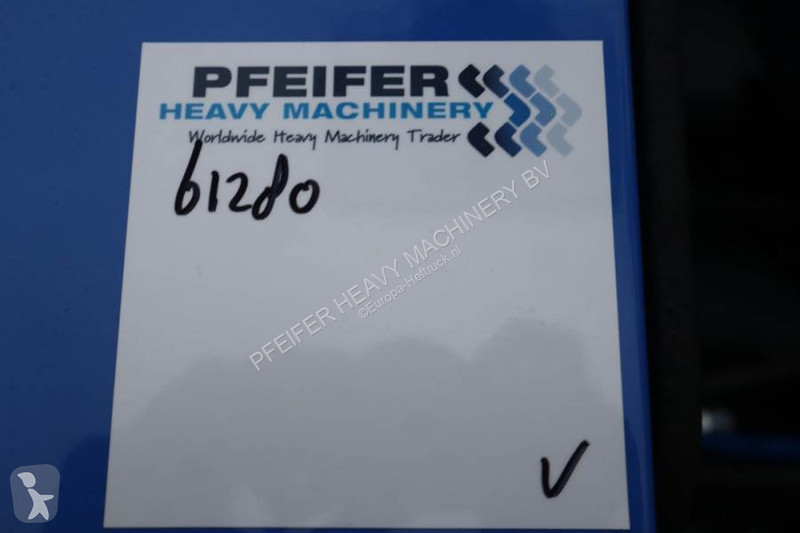 PFEIFER
HEAVY MACHINERY
Worldwide Heavy Machinery Trader
61280
PFEIFER HEAVY MACHINERY BV
©Europa-Heftruck.nl
V